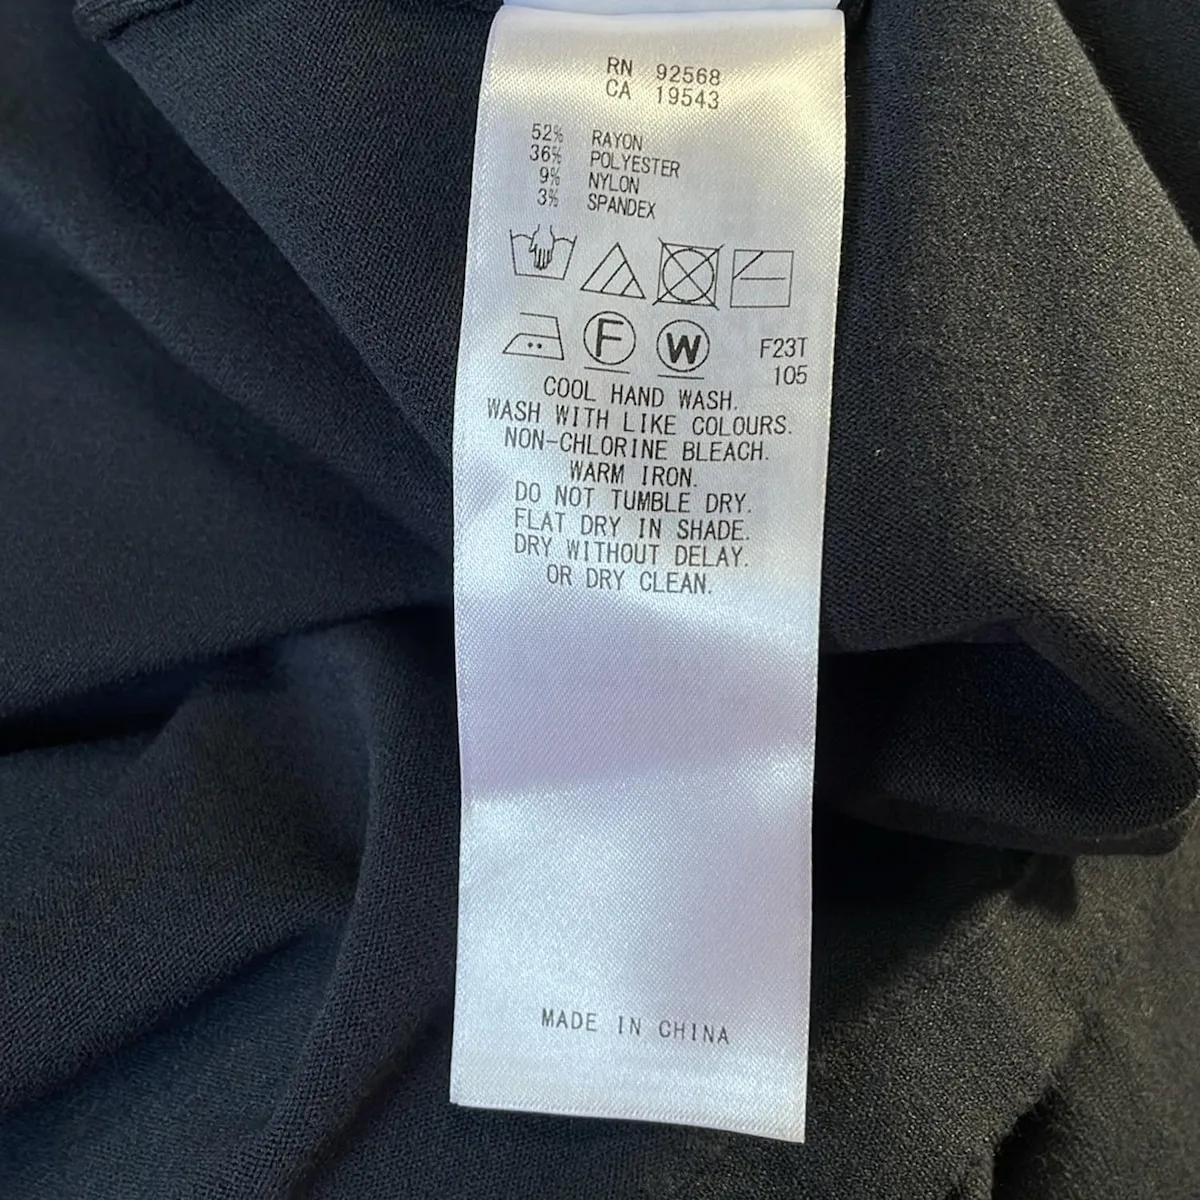 RN 92568
CA 19543
52% RAYON
36% POLYESTER
9% NYLON
3% SPANDEX
F W F23T
105
COOL HAND WASH.
WASH WITH LIKE COLOURS.
NON-CHLORINE BLEACH.
WARM IRON.
DO NOT TUMBLE DRY.
FLAT DRY IN SHADE.
DRY WITHOUT DELAY.
OR DRY CLEAN.
MADE IN CHINA